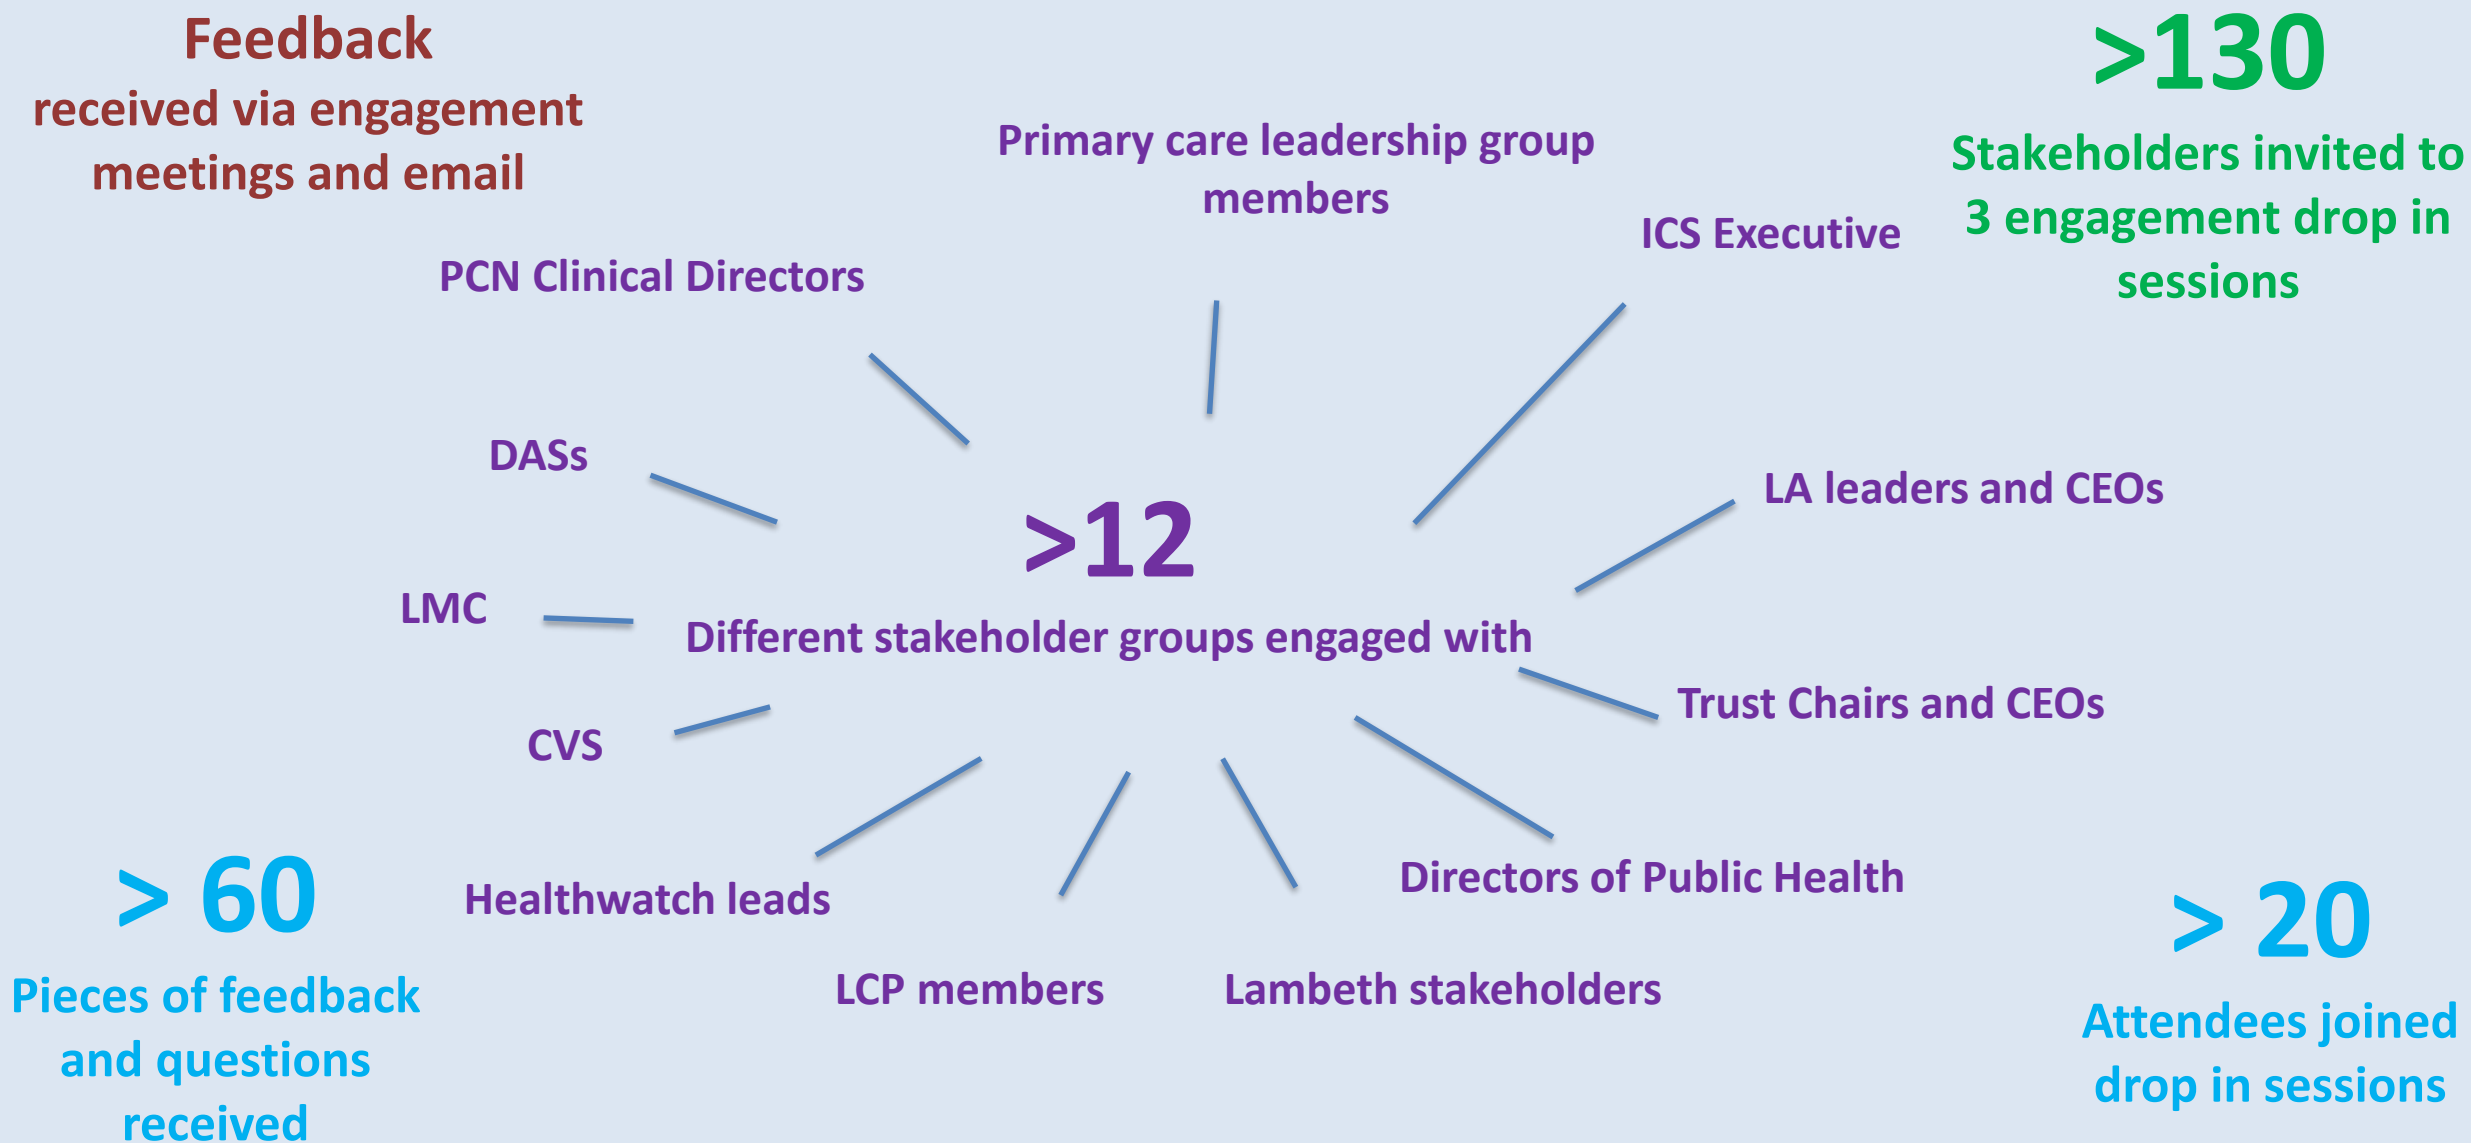 Feedback
received via engagement
meetings and email
>130
Stakeholders invited to
3 engagement drop in
sessions
Primary care leadership group
members
ICS Executive
PCN Clinical Directors
DASs
LA leaders and CEOs
>12
Different stakeholder groups engaged with
LMC
Trust Chairs and CEOs
CVS
Healthwatch leads
Directors of Public Health
LCP members
Lambeth stakeholders
> 60
Pieces of feedback
and questions
received
> 20
Attendees joined
drop in sessions